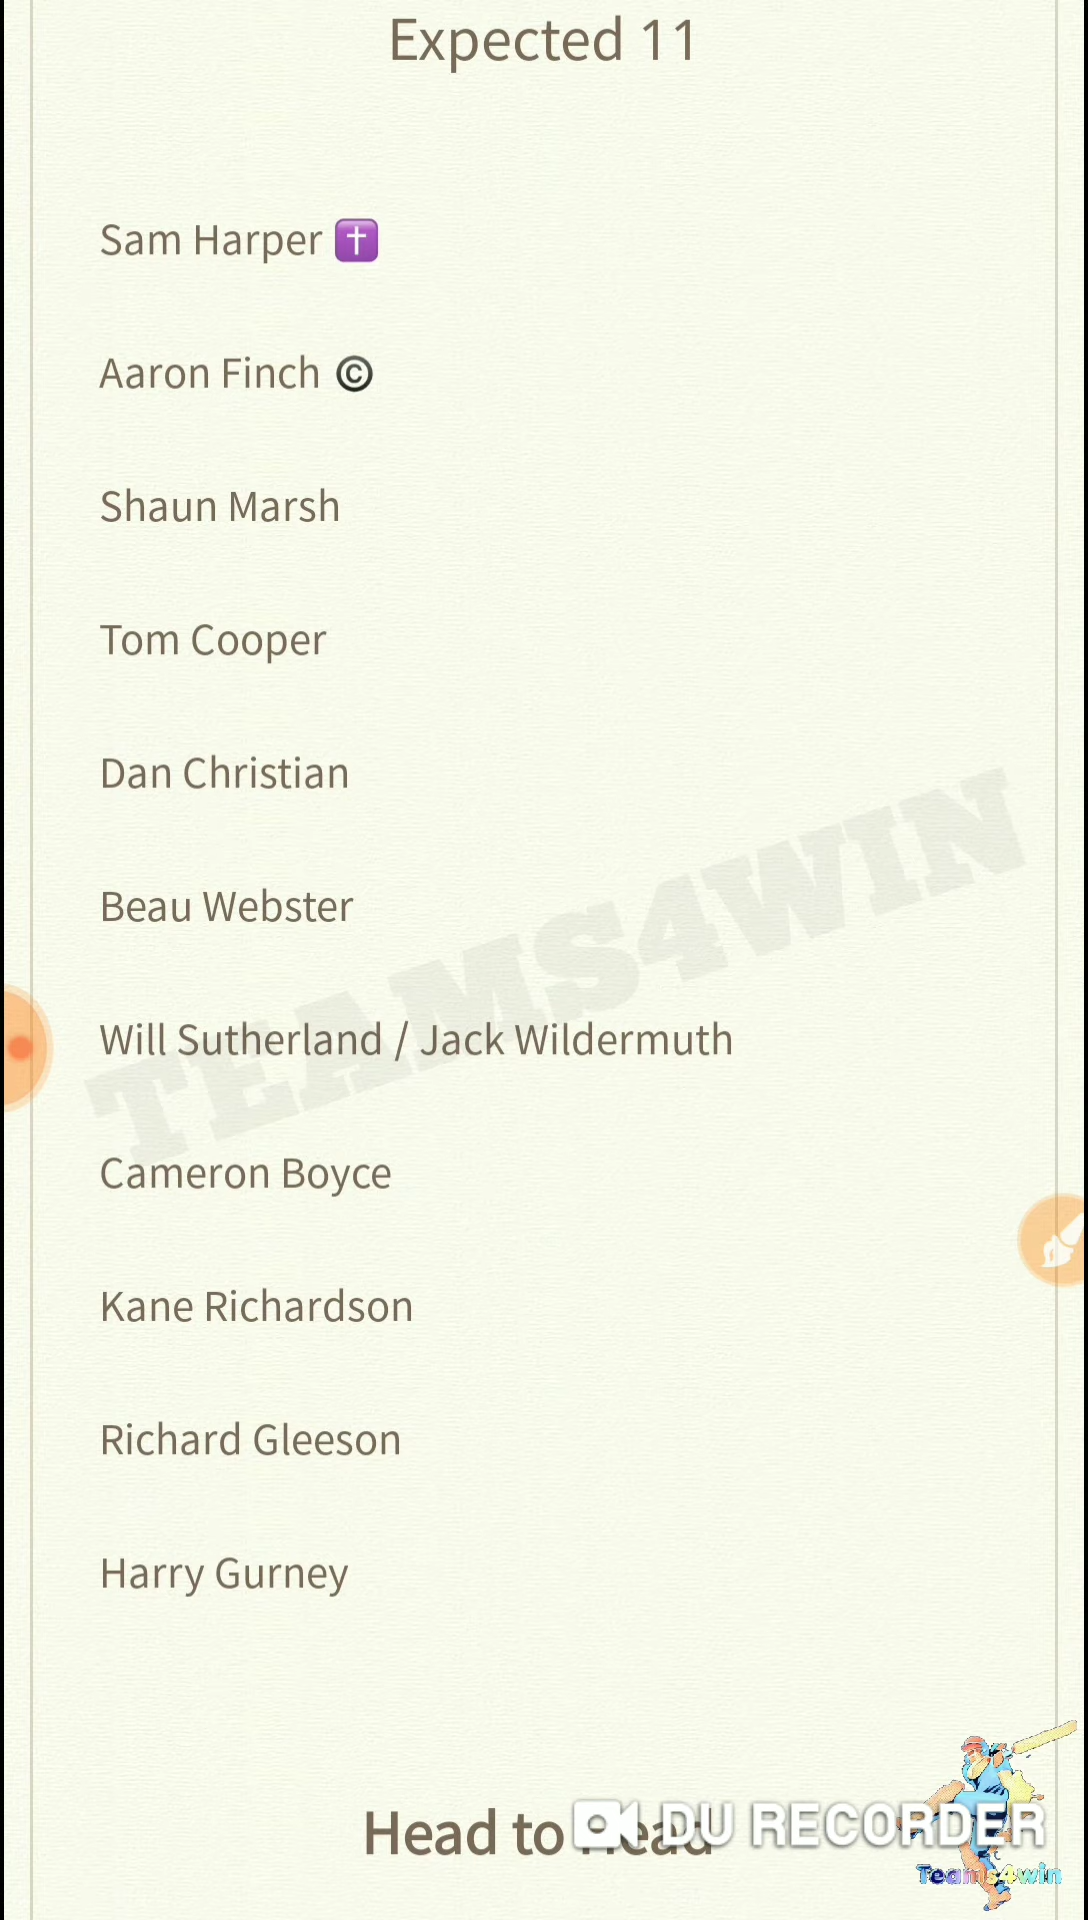 Expected 11
Sam Harper ✝️
Aaron Finch ©
Shaun Marsh
Tom Cooper
Dan Christian
Beau Webster
TEAMS4WIN
Will Sutherland / Jack Wildermuth
Cameron Boyce
Kane Richardson
Richard Gleeson
Harry Gurney
Head to Head
DU RECORDER
Teams4win